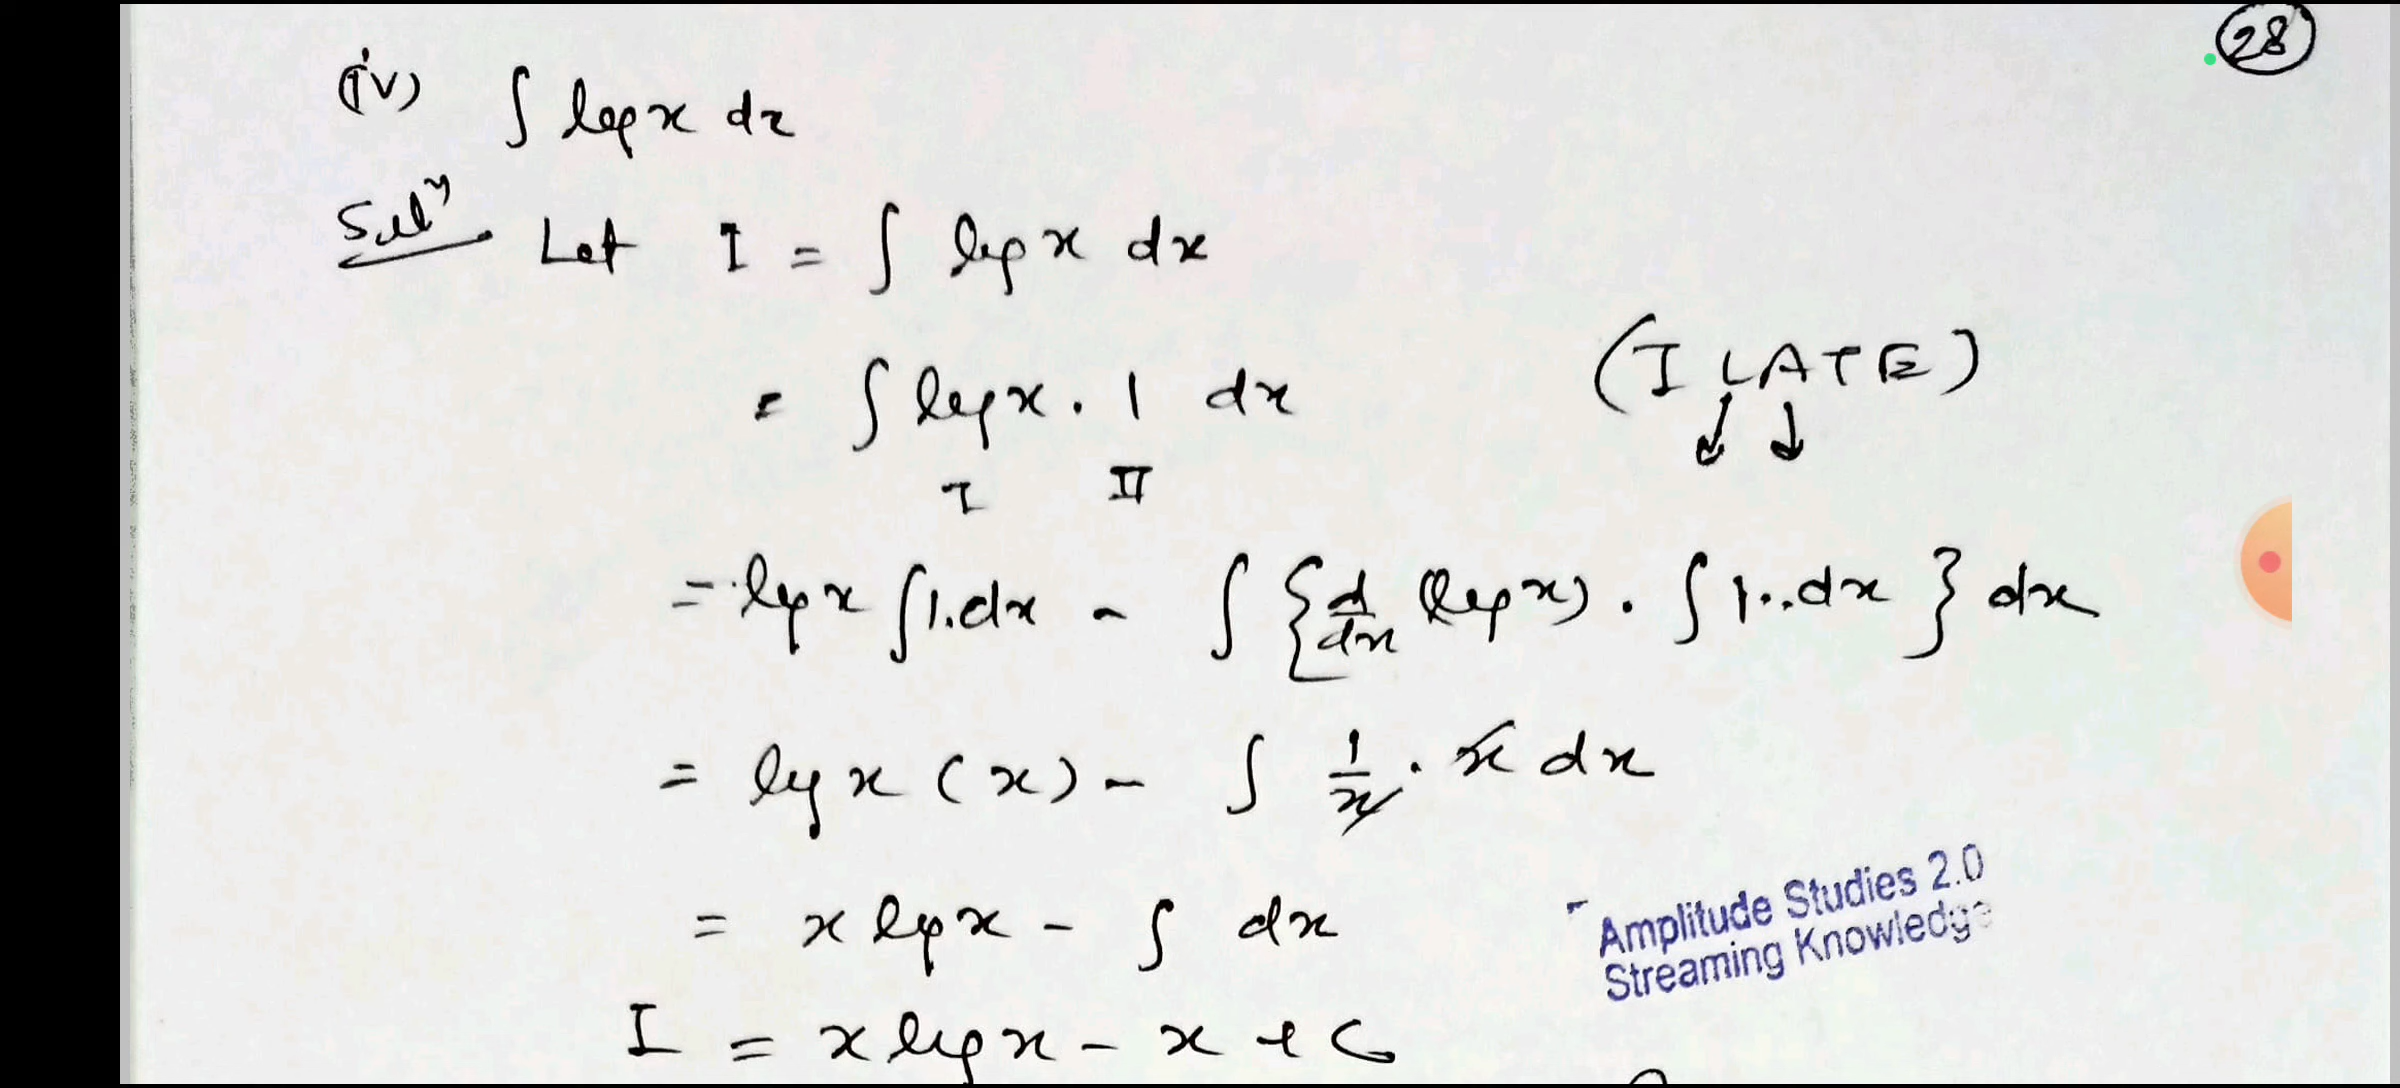 28
(iv) ∫ log x dx
Solⁿ. Let I = ∫ log x dx
= ∫ log x . 1 dx
(I LATE)
I II
= log x ∫ 1.dx - ∫ { d/dx (log x) . ∫ 1..dx } dx
= log x (x) - ∫ 1/x . x dx
= x log x - ∫ dx
I = x log x - x + C
Amplitude Studies 2.0
Streaming Knowledge